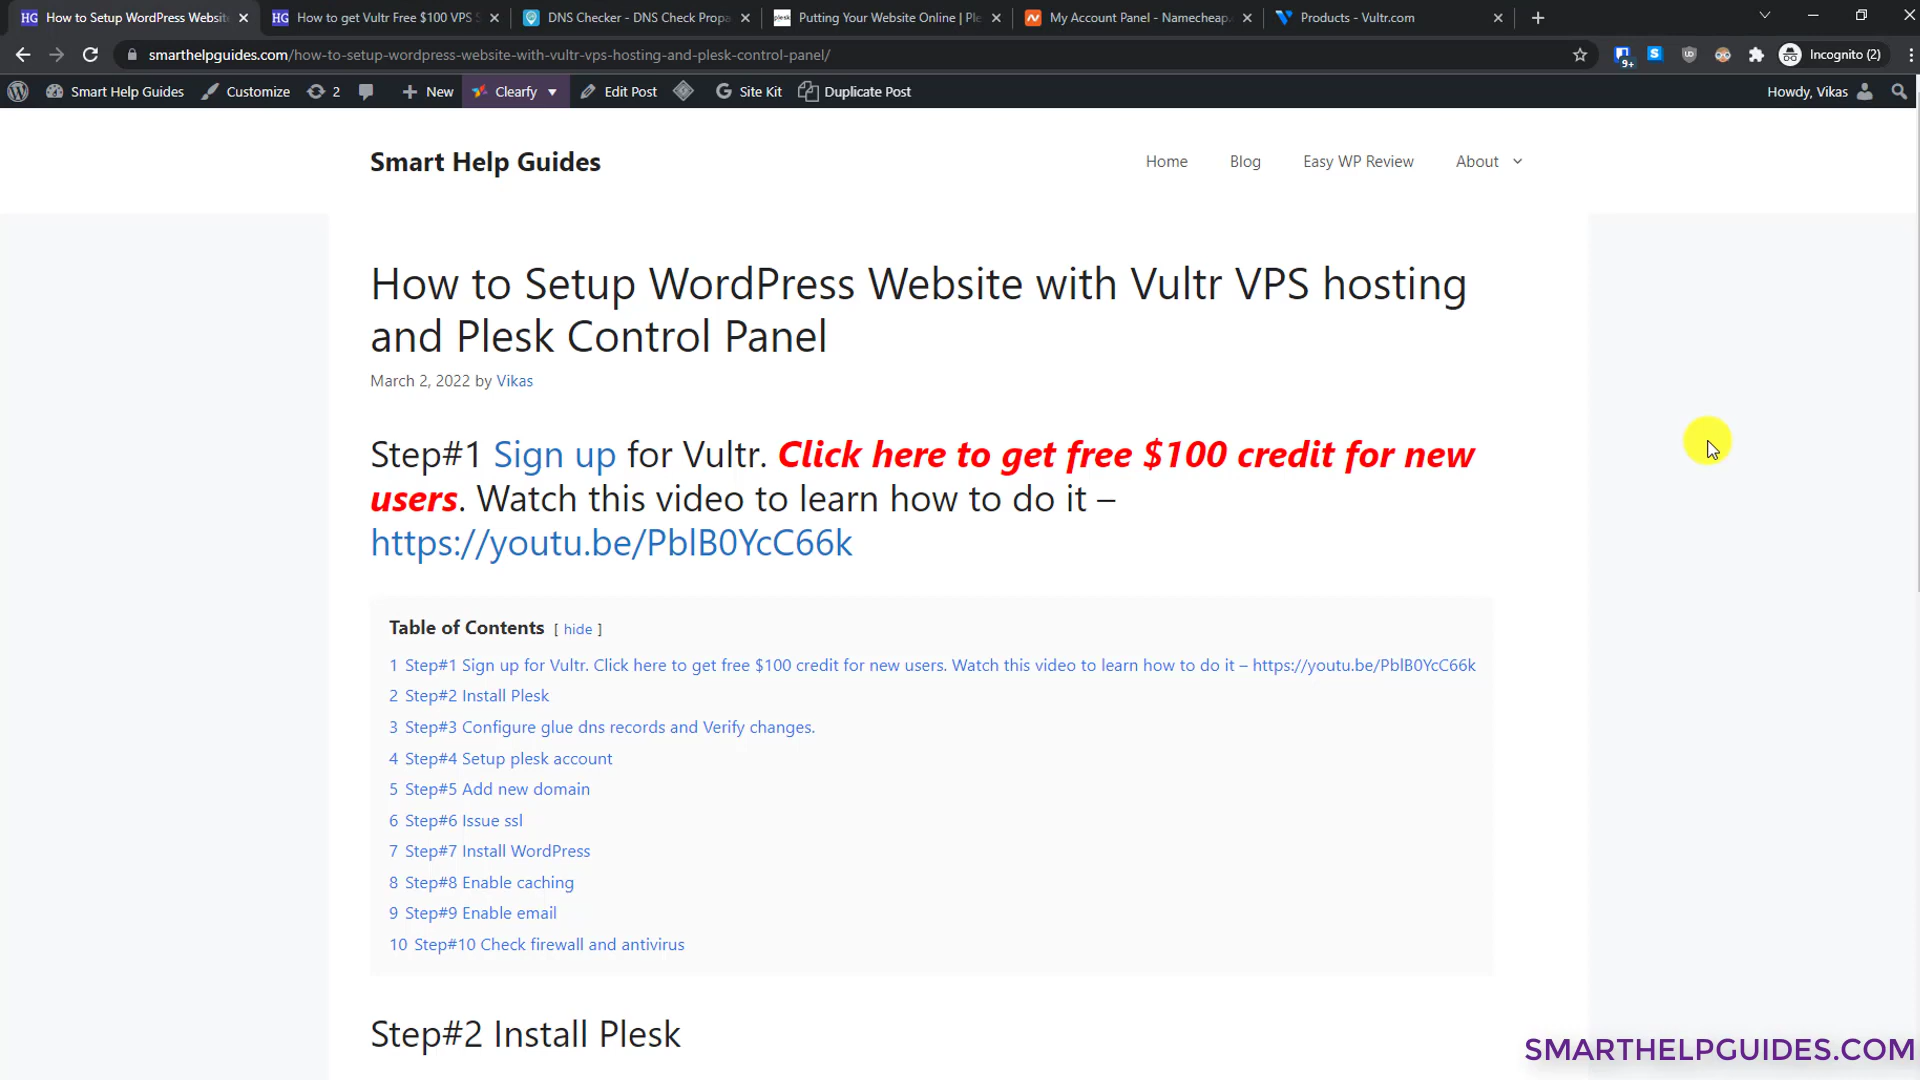 How to Setup WordPress Website
How to get Vultr Free $100 VPS S
DNS Checker - DNS Check Propa
Putting Your Website Online | Ple
My Account Panel - Namecheap.
Products - Vultr.com
smarthelpguides.com/how-to-setup-wordpress-website-with-vultr-vps-hosting-and-plesk-control-panel/
9+
Incognito (2)
Smart Help Guides
Customize
2
New
Clearfy
Edit Post
Site Kit
Duplicate Post
Howdy, Vikas
Smart Help Guides
Home
Blog
Easy WP Review
About
How to Setup WordPress Website with Vultr VPS hosting
and Plesk Control Panel
March 2, 2022 by Vikas
Step#1 Sign up for Vultr. Click here to get free $100 credit for new
users. Watch this video to learn how to do it –
https://youtu.be/PblB0YcC66k
Table of Contents [ hide ]
1 Step#1 Sign up for Vultr. Click here to get free $100 credit for new users. Watch this video to learn how to do it – https://youtu.be/PblB0YcC66k
2 Step#2 Install Plesk
3 Step#3 Configure glue dns records and Verify changes.
4 Step#4 Setup plesk account
5 Step#5 Add new domain
6 Step#6 Issue ssl
7 Step#7 Install WordPress
8 Step#8 Enable caching
9 Step#9 Enable email
10 Step#10 Check firewall and antivirus
Step#2 Install Plesk
SMARTHELPGUIDES.COM